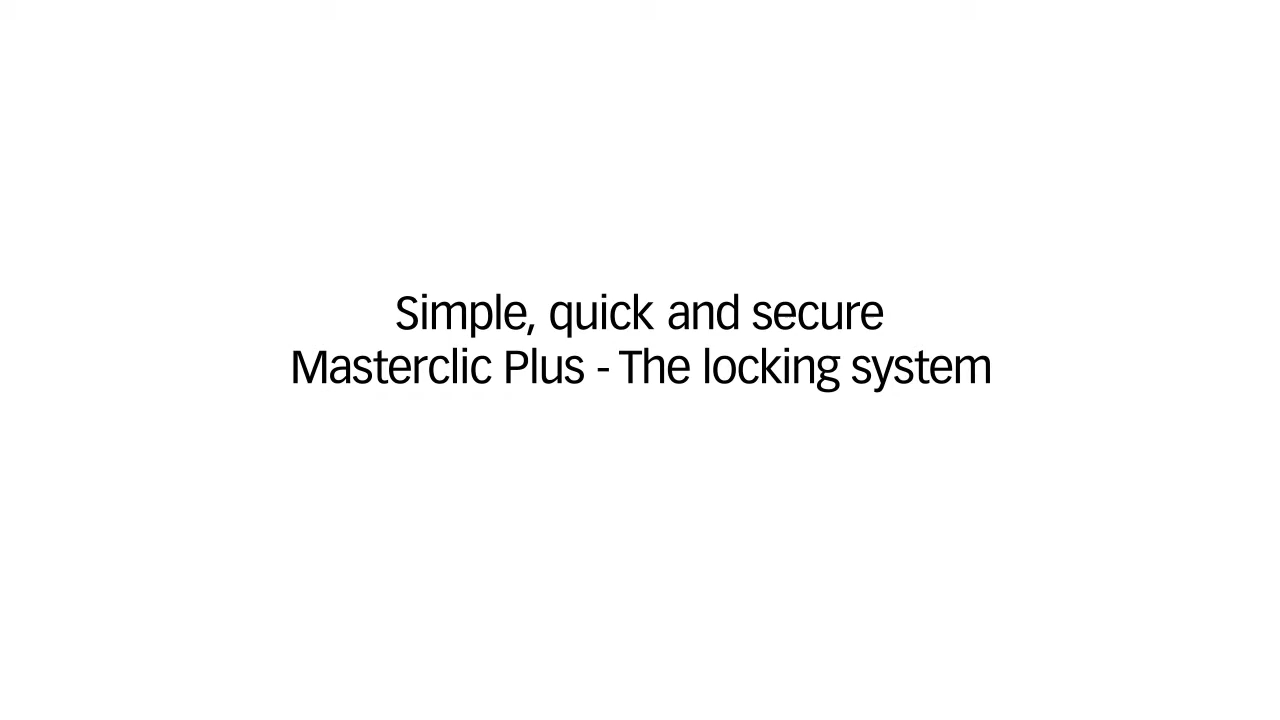 Simple, quick and secure
Masterclic Plus - The locking system